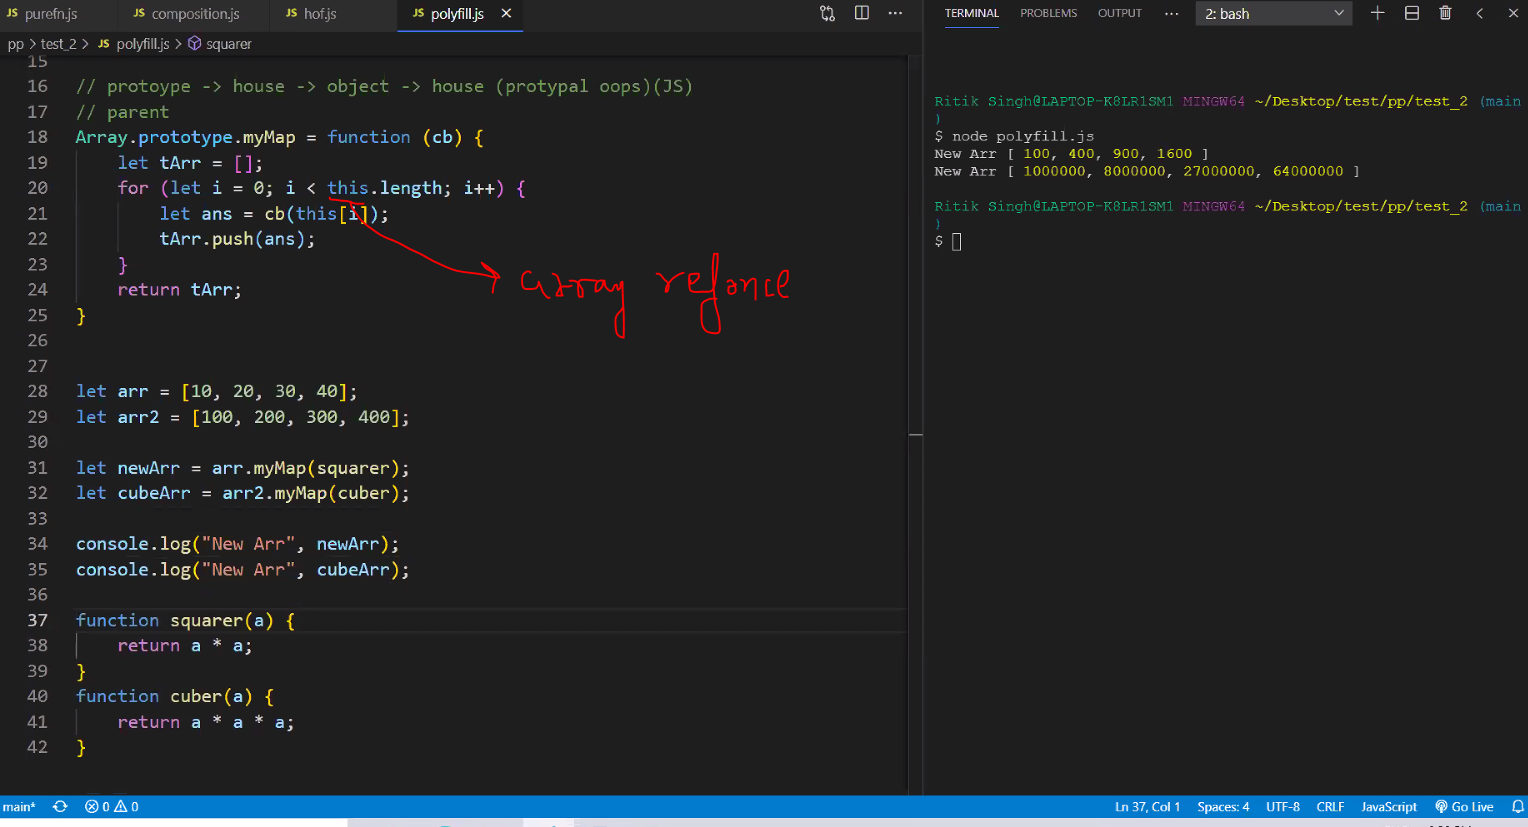 JS purefn.js JS composition.js JS hof.js JS polyfill.js ×
pp > test_2 > JS polyfill.js > squarer
15
16 // protoype -> house -> object -> house (protypal oops)(JS)
17 // parent
18 Array.prototype.myMap = function (cb) {
19 let tArr = [];
20 for (let i = 0; i < this.length; i++) {
21 let ans = cb(this[i]);
22 tArr.push(ans);
23 }
24 return tArr;
25 }
26
27
28 let arr = [10, 20, 30, 40];
29 let arr2 = [100, 200, 300, 400];
30
31 let newArr = arr.myMap(squarer);
32 let cubeArr = arr2.myMap(cuber);
33
34 console.log("New Arr", newArr);
35 console.log("New Arr", cubeArr);
36
37 function squarer(a) {
38 return a * a;
39 }
40 function cuber(a) {
41 return a * a * a;
42 }
array
TERMINAL PROBLEMS OUTPUT ··· 2: bash
Ritik Singh@LAPTOP-K8LR1SM1 MINGW64 ~/Desktop/test/pp/test_2 (main
)
$ node polyfill.js
New Arr [ 100, 400, 900, 1600 ]
New Arr [ 1000000, 8000000, 27000000, 64000000 ]
Ritik Singh@LAPTOP-K8LR1SM1 MINGW64 ~/Desktop/test/pp/test_2 (main
)
$
main* 0 0 Ln 37, Col 1 Spaces: 4 UTF-8 CRLF JavaScript Go Live